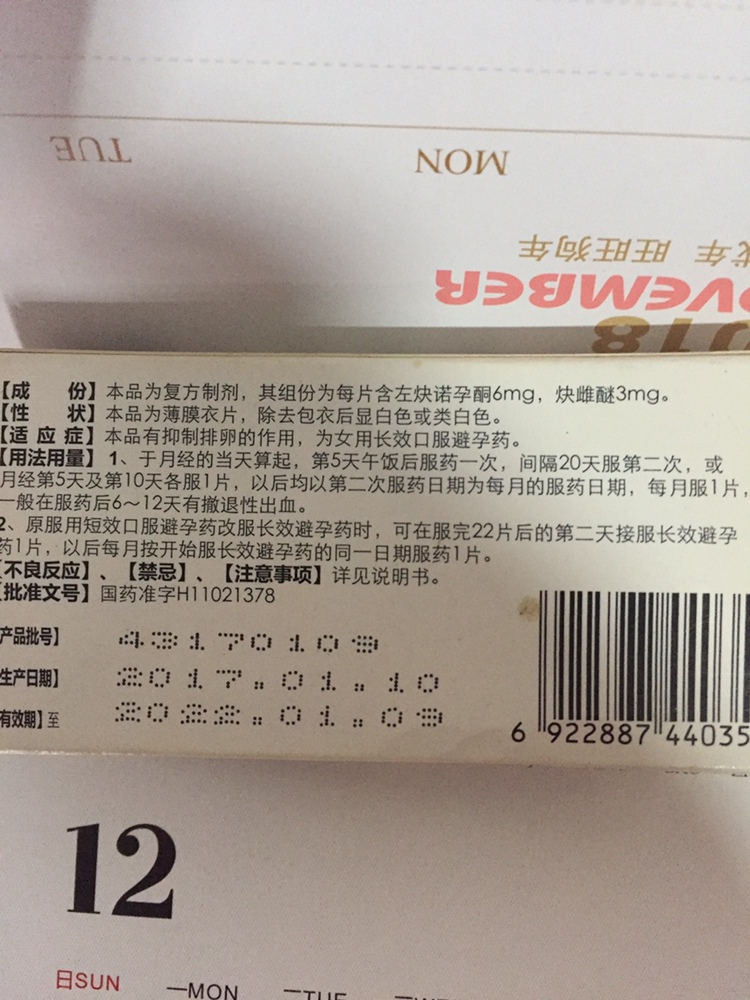 TUE
MON
戌年 旺旺狗年
OVEMBER
2018
【成 份】本品为复方制剂，其组份为每片含左炔诺孕酮6mg，炔雌醚3mg。
【性 状】本品为薄膜衣片，除去包衣后显白色或类白色。
【适 应 症】本品有抑制排卵的作用，为女用长效口服避孕药。
【用法用量】1、于月经的当天算起，第5天午饭后服药一次，间隔20天服第二次，或
月经第5天及第10天各服1片，以后均以第二次服药日期为每月的服药日期，每月服1片，
一般在服药后6～12天有撤退性出血。
2、原服用短效口服避孕药改服长效避孕药时，可在服完22片后的第二天接服长效避孕
药1片，以后每月按开始服长效避孕药的同一日期服药1片。
【不良反应】、【禁忌】、【注意事项】详见说明书。
【批准文号】国药准字H11021378
产品批号】 43170109
生产日期】 2017.01.10
有效期】至 2022.01.09
6 922887 44035
12
日SUN 一MON 二TUE